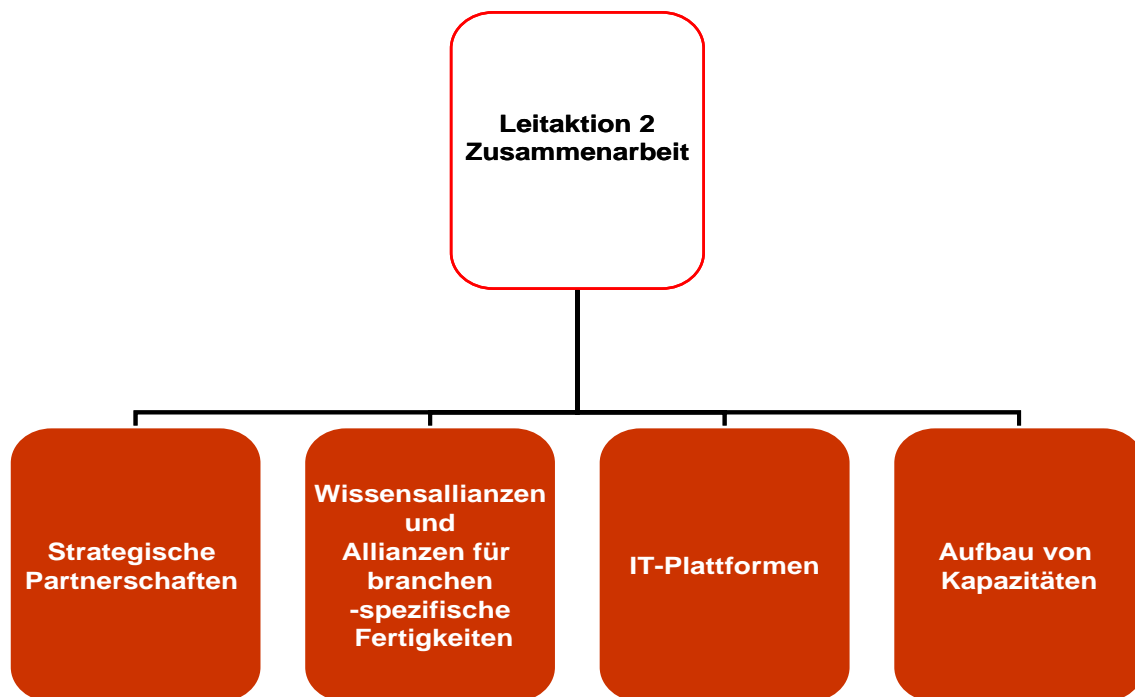 Leitaktion 2
Zusammenarbeit
Strategische
Partnerschaften
Wissensallianzen
und
Allianzen für
branchen
-spezifische
Fertigkeiten
IT-Plattformen
Aufbau von
Kapazitäten